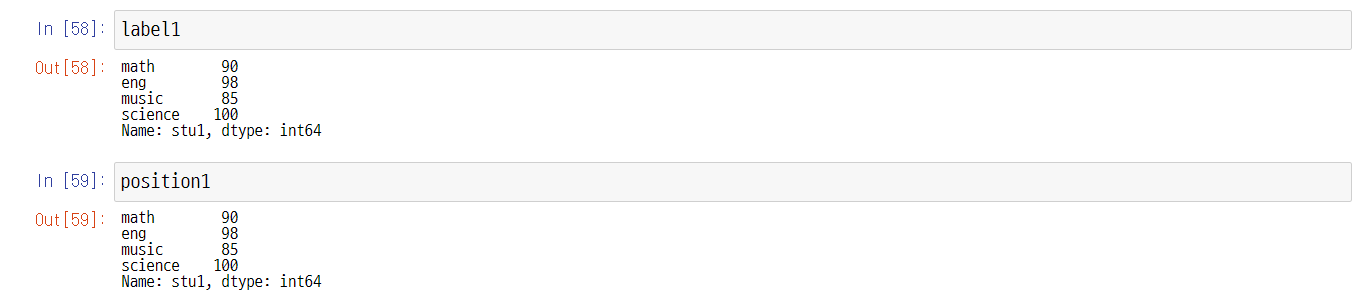 In [58]: label1
Out[58]: math 90
eng 98
music 85
science 100
Name: stu1, dtype: int64
In [59]: position1
Out[59]: math 90
eng 98
music 85
science 100
Name: stu1, dtype: int64